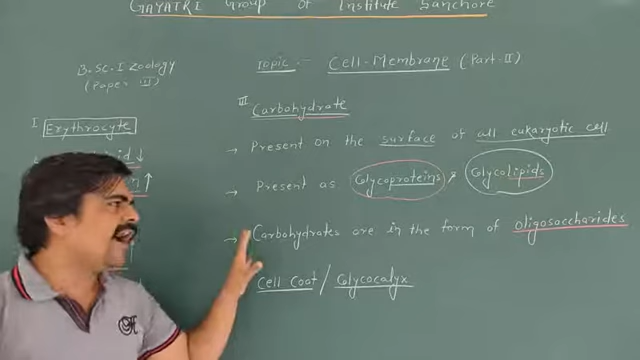 GAYATRI Group of Institute Sanchore
B.Sc. I Zoology
(Paper III)
Topic :- Cell-Membrane (Part-II)
I Erythrocyte
III Carbohydrate
→ Present on the surface of all eukaryotic cell
→ Present as Glycoproteins & Glycolipids
→ Carbohydrates are in the form of oligosaccharides
Cell Coat / Glycocalyx